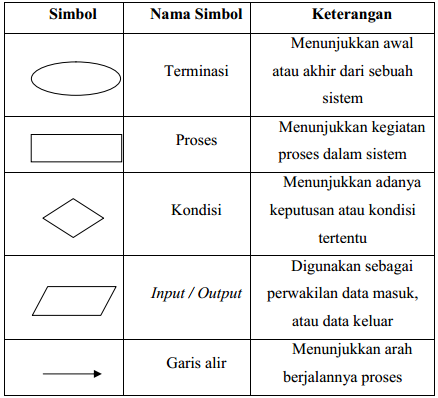 Simbol Nama Simbol Keterangan
Terminasi
Menunjukkan awal
atau akhir dari sebuah
sistem
Proses
Menunjukkan kegiatan
proses dalam sistem
Kondisi
Menunjukkan adanya
keputusan atau kondisi
tertentu
Input / Output
Digunakan sebagai
perwakilan data masuk,
atau data keluar
Garis alir
Menunjukkan arah
berjalannya proses